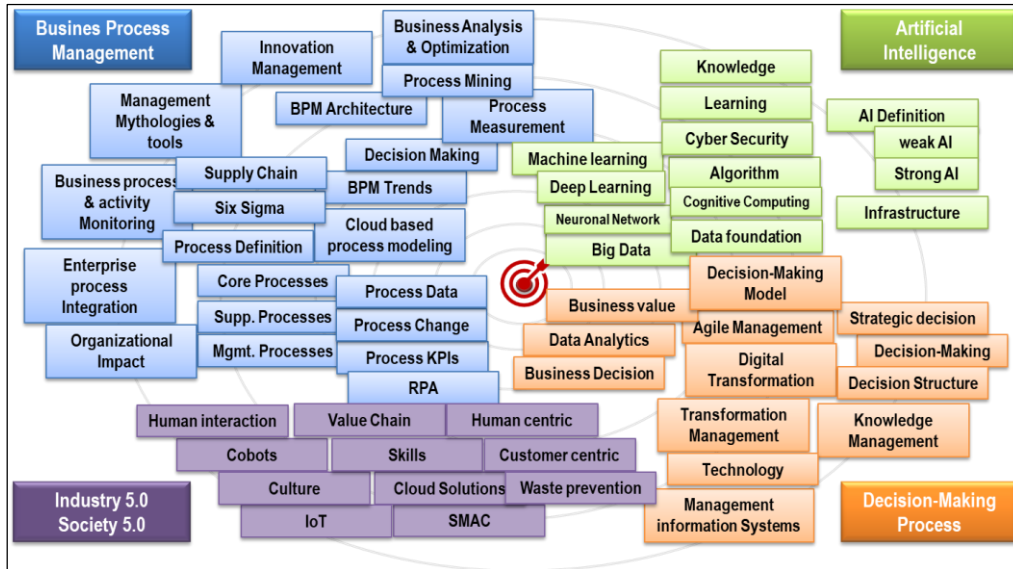 Busines Process
Management
Innovation
Management
Business Analysis
& Optimization
Process Mining
BPM Architecture
Process
Measurement
Management
Mythologies &
tools
Decision Making
Supply Chain
BPM Trends
Business process
& activity
Monitoring
Six Sigma
Cloud based
process modeling
Process Definition
Enterprise
process
Integration
Core Processes
Process Data
Supp. Processes
Process Change
Organizational
Impact
Mgmt. Processes
Process KPIs
RPA
Artificial
Intelligence
Knowledge
Learning
Cyber Security
Machine learning
Algorithm
Deep Learning
Cognitive Computing
Neuronal Network
Data foundation
Big Data
AI Definition
weak AI
Strong AI
Infrastructure
Decision-Making
Model
Business value
Agile Management
Strategic decision
Data Analytics
Decision-Making
Business Decision
Digital
Transformation
Decision Structure
Transformation
Management
Knowledge
Management
Technology
Management
information Systems
Decision-Making
Process
Human interaction
Value Chain
Human centric
Cobots
Skills
Customer centric
Culture
Cloud Solutions
Waste prevention
IoT
SMAC
Industry 5.0
Society 5.0